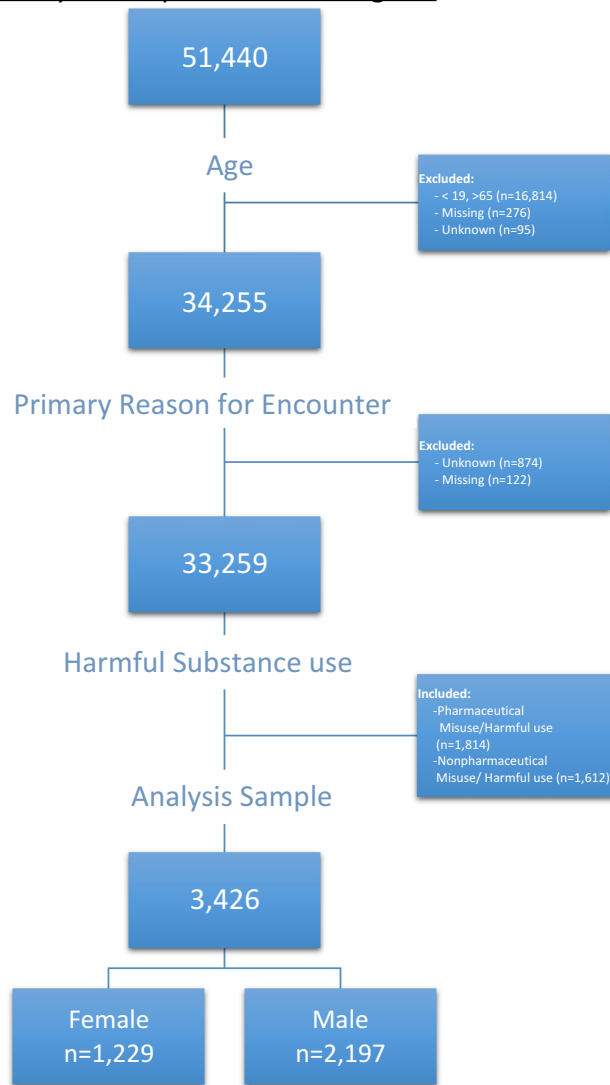 51,440
Age
Excluded:
- < 19, >65 (n=16,814)
- Missing (n=276)
- Unknown (n=95)
34,255
Primary Reason for Encounter
Excluded:
- Unknown (n=874)
- Missing (n=122)
33,259
Harmful Substance use
Included:
-Pharmaceutical
Misuse/Harmful use
(n=1,814)
-Nonpharmaceutical
Misuse/ Harmful use (n=1,612)
Analysis Sample
3,426
Female
n=1,229
Male
n=2,197